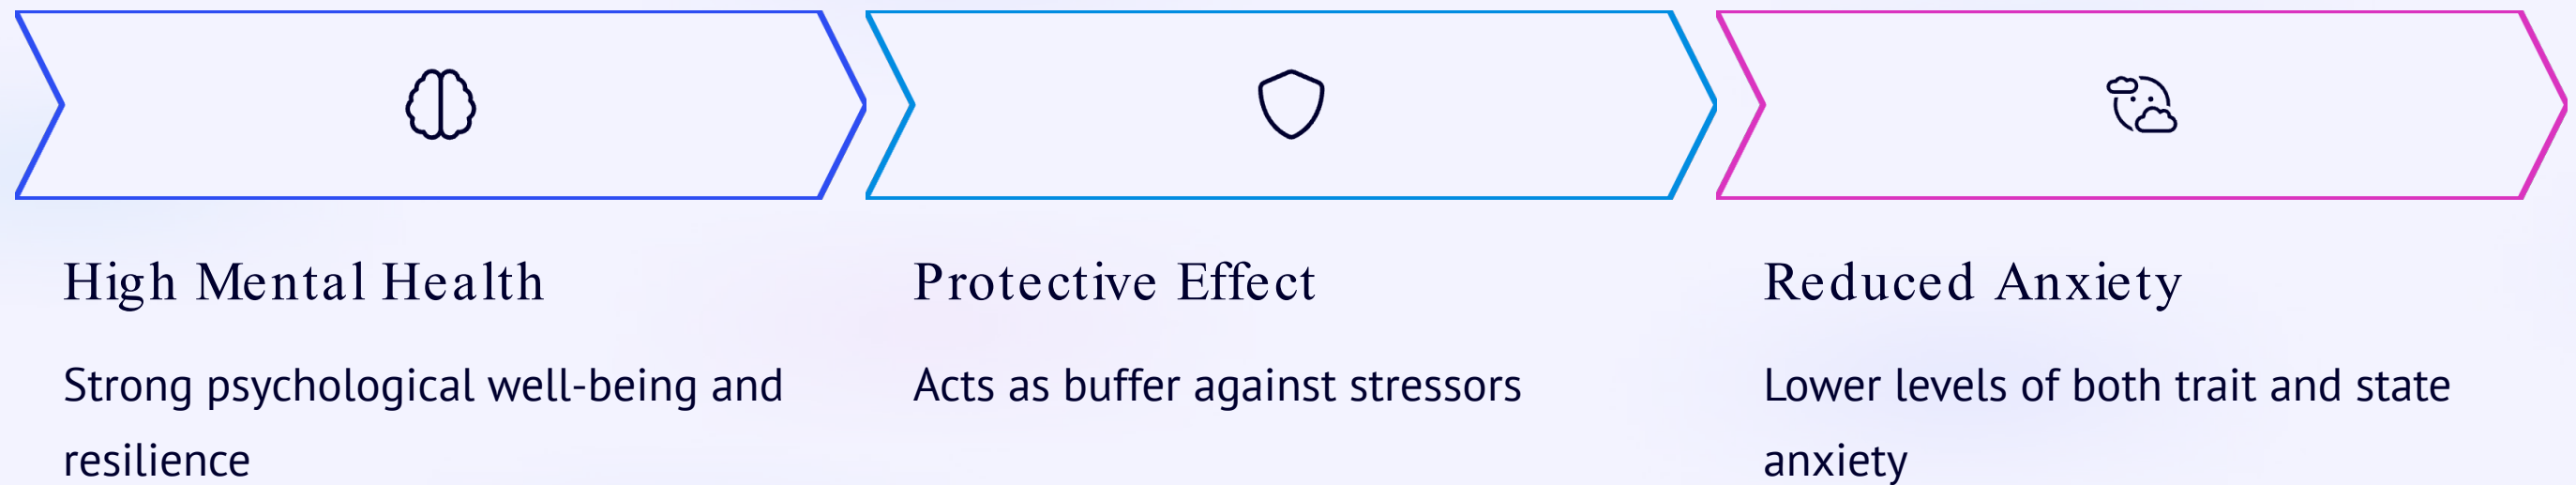 High Mental Health
Strong psychological well-being and
resilience
Protective Effect
Acts as buffer against stressors
Reduced Anxiety
Lower levels of both trait and state
anxiety